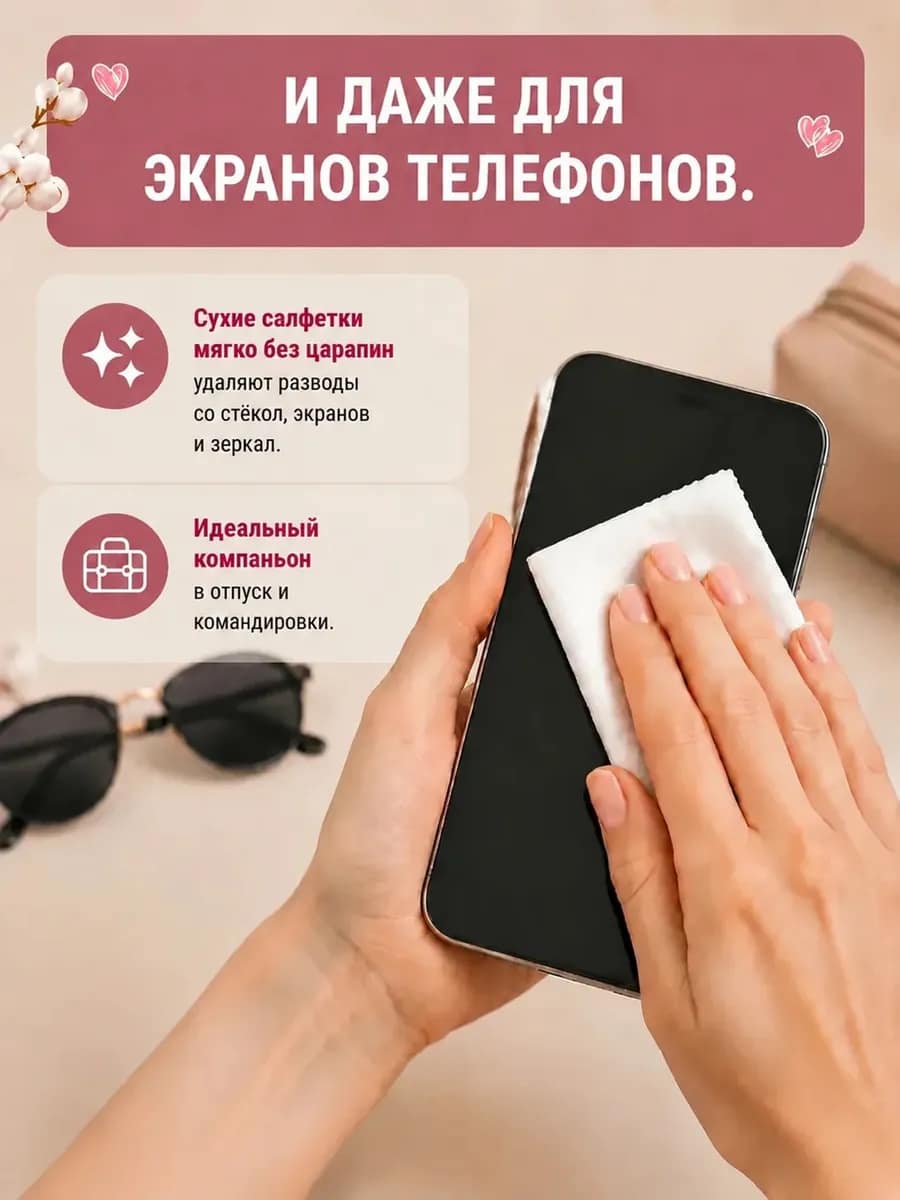 И ДАЖЕ ДЛЯ
ЭКРАНОВ ТЕЛЕФОНОВ.
Сухие салфетки
мягко без царапин
удаляют разводы
со стёкол, экранов
и зеркал.
Идеальный
компаньон
в отпуск и
командировки.